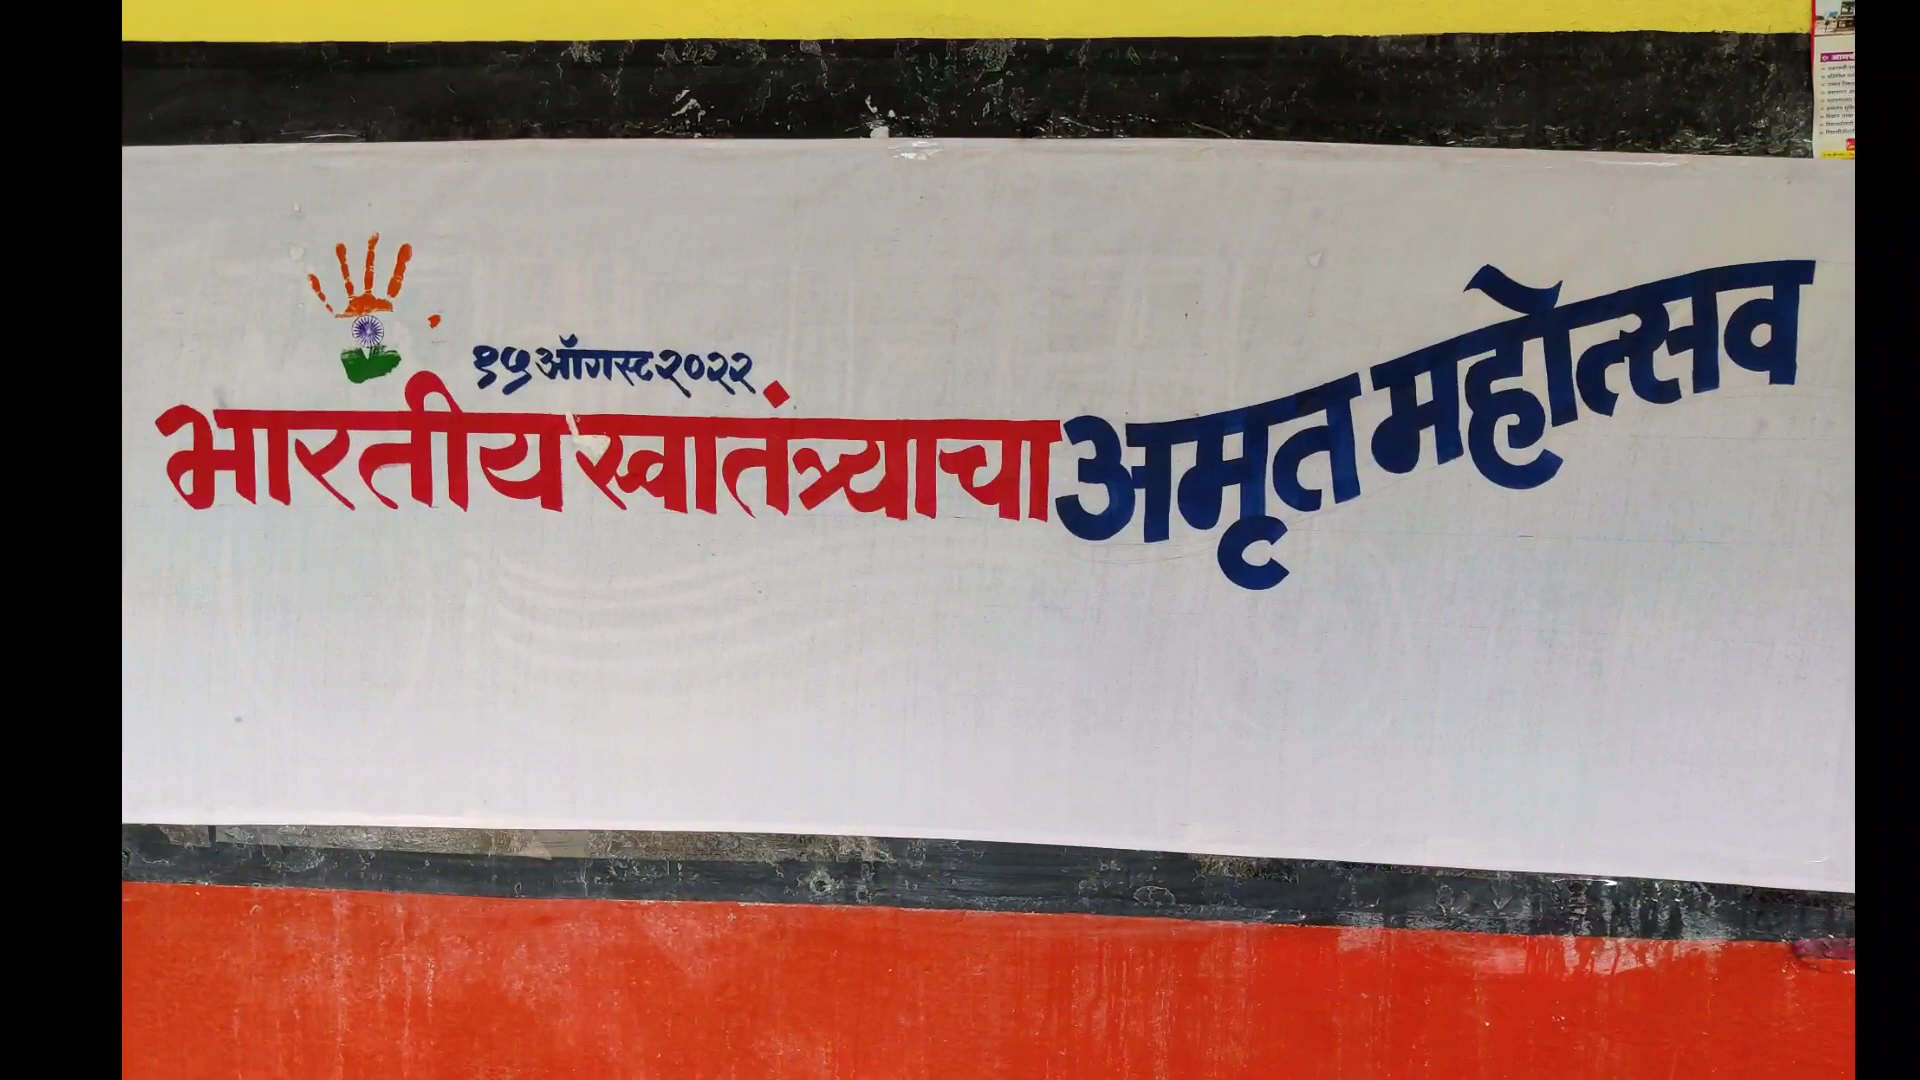 १५ ऑगस्ट २०२२
भारतीय स्वातंत्र्याचा अमृत महोत्सव